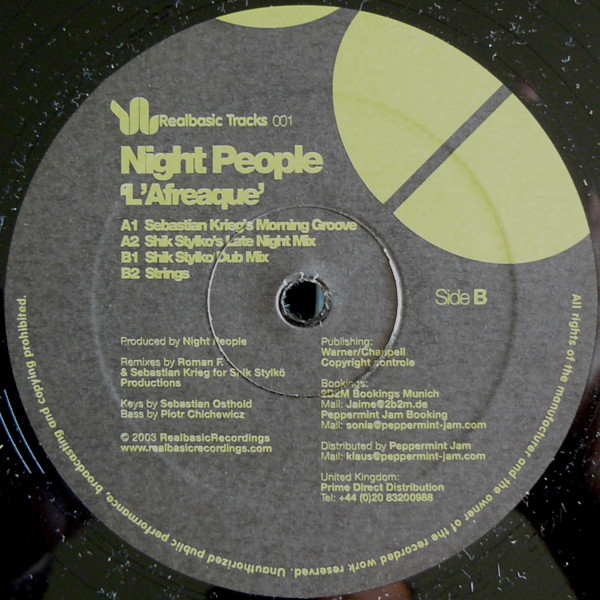 Realbasic Tracks 001
Night People
'L'Afreaque'
A1 Sebastian Krieg's Morning Groove
A2 Shik Stylko's Late Night Mix
B1 Shik Stylko Dub Mix
B2 Strings
Side B
Produced by Night People
Remixes by Roman F.
& Sebastian Krieg for Shik Stylkö
Productions
Keys by Sebastian Osthold
Bass by Piotr Chichewicz
© 2003 RealbasicRecordings
www.realbasicrecordings.com
Publishing:
Warner/Chappell
Copyright controle
Bookings:
2B2M Bookings Munich
Mail: Jaime@2b2m.de
Peppermint Jam Booking
Mail: sonia@peppermint-jam.com
Distributed by Peppermint Jam
Mail: klaus@peppermint-jam.com
United Kingdom:
Prime Direct Distribution
Tel: +44 (0)20 83200988
All rights of the manufacturer and the owner of the recorded work reserved. Unauthorized public performance, broadcasting and copying prohibited.